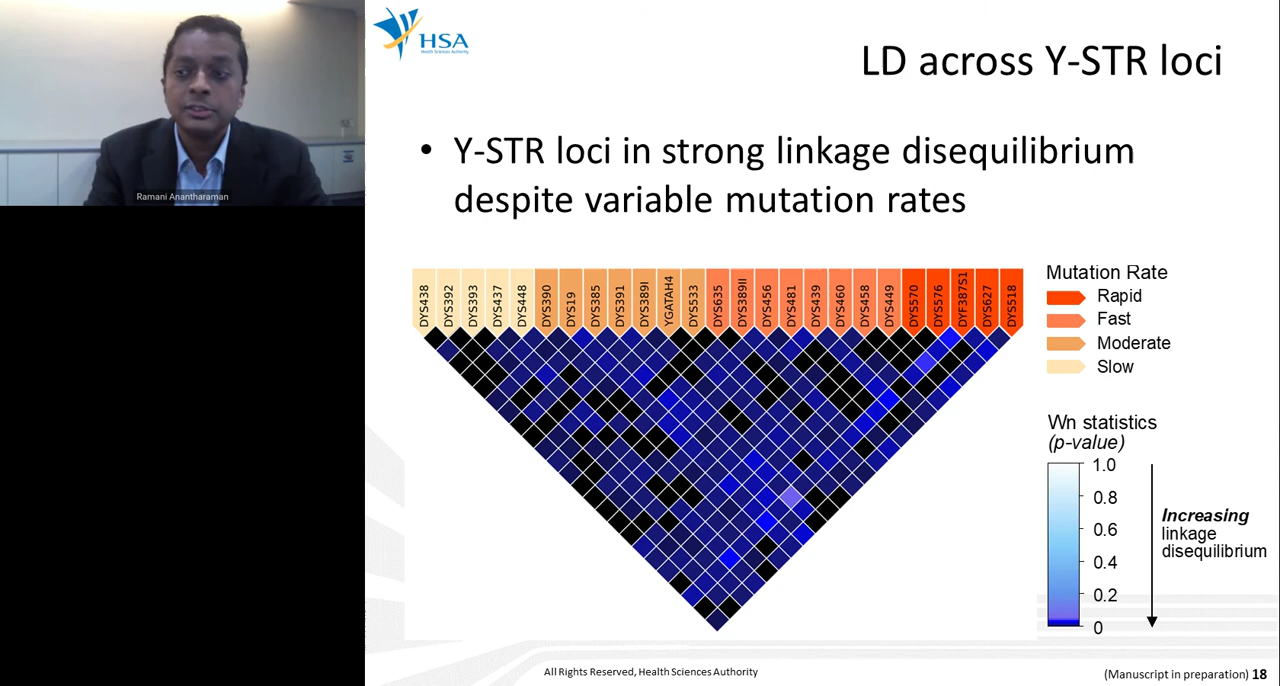 Ramani Anantharaman
HSA
Health Sciences Authority
LD across Y-STR loci
• Y-STR loci in strong linkage disequilibrium
despite variable mutation rates
DYS438
DYS392
DYS393
DYS437
DYS448
DYS390
DYS19
DYS385
DYS391
DYS389I
YGATAH4
DYS533
DYS635
DYS389II
DYS456
DYS481
DYS439
DYS460
DYS458
DYS449
DYS570
DYS576
DYF387S1
DYS627
DYS518
Mutation Rate
Rapid
Fast
Moderate
Slow
Wn statistics
(p-value)
1.0
0.8
0.6
0.4
0.2
0
Increasing
linkage
disequilibrium
All Rights Reserved, Health Sciences Authority
(Manuscript in preparation) 18